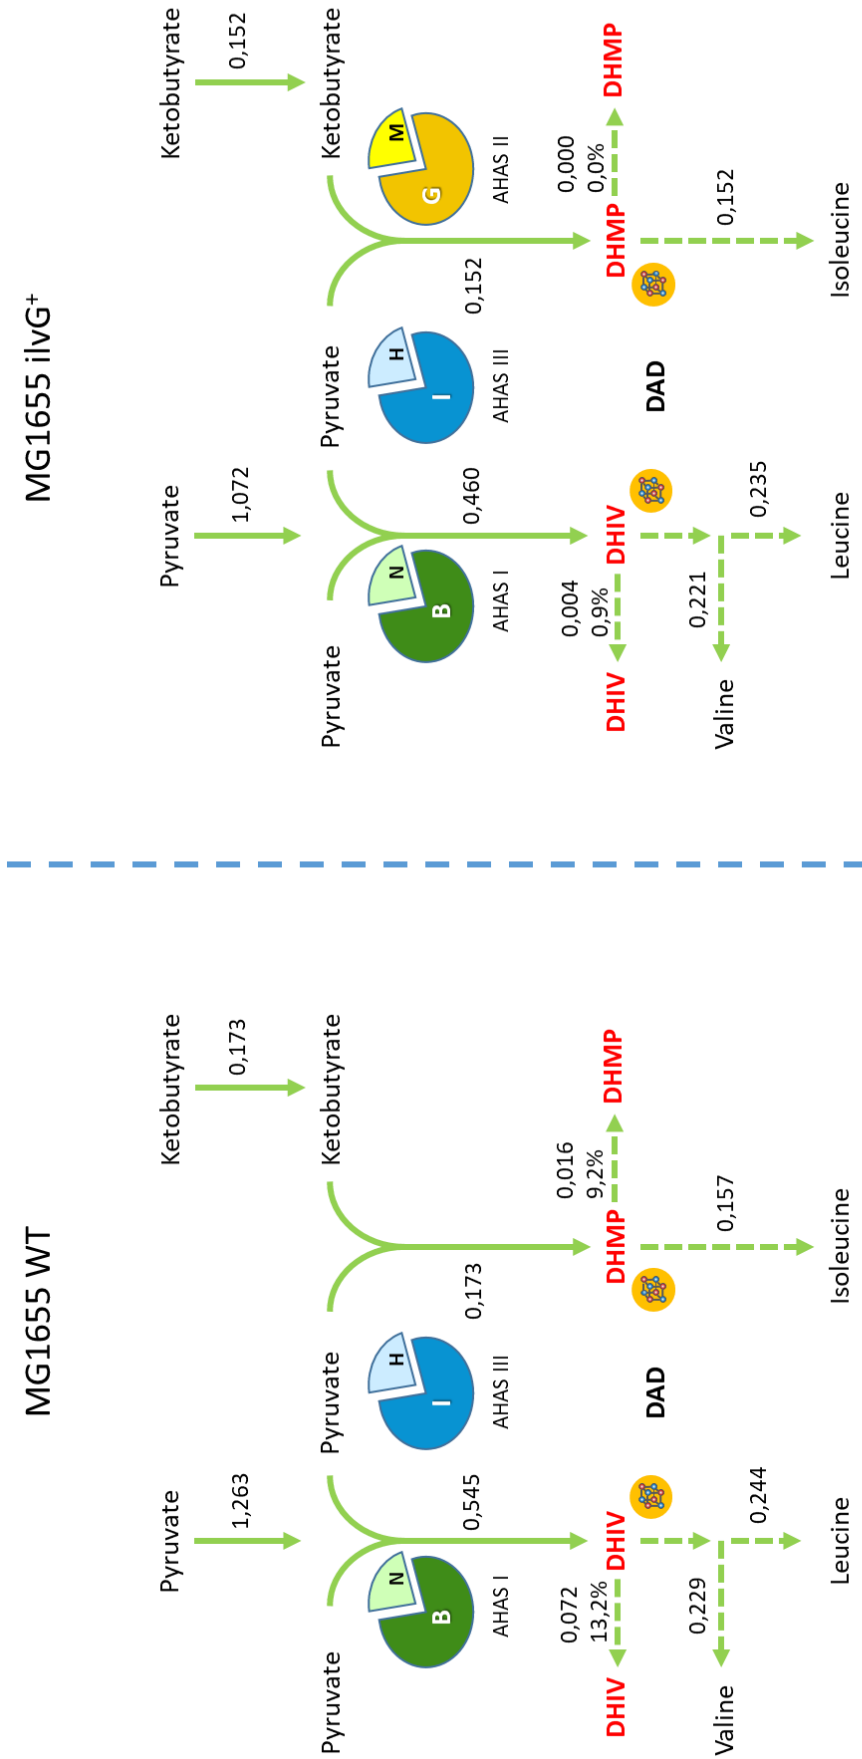 MG1655 WT
Pyruvate
Ketobutyrate
1,263
0,173
Pyruvate
Pyruvate
Ketobutyrate
B
N
I
H
0,545
0,173
AHAS I
AHAS III
0,072
13,2%
0,016
9,2%
DHIV
DHIV
DHMP
DHMP
DAD
0,229
0,157
Valine
0,244
Leucine
Isoleucine
MG1655 ilvG+
Pyruvate
Ketobutyrate
1,072
0,152
Pyruvate
Pyruvate
Ketobutyrate
B
N
I
H
G
M
0,460
0,152
AHAS I
AHAS III
AHAS II
0,004
0,9%
0,000
0,0%
DHIV
DHIV
DHMP
DHMP
DAD
0,221
0,152
Valine
0,235
Leucine
Isoleucine